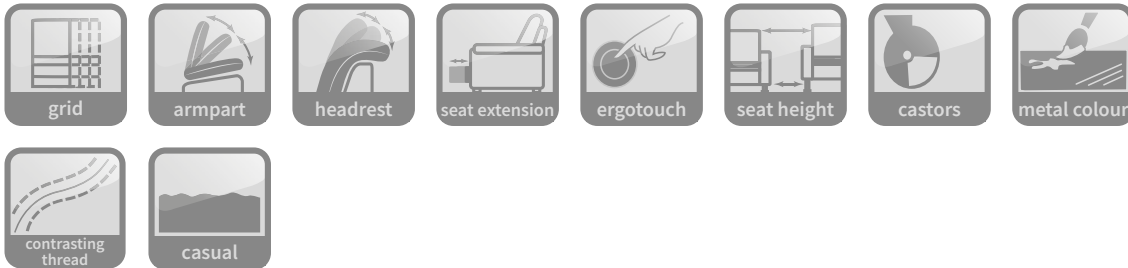 grid
armpart
headrest
seat extension
ergotouch
seat height
castors
metal colour
contrasting
thread
casual